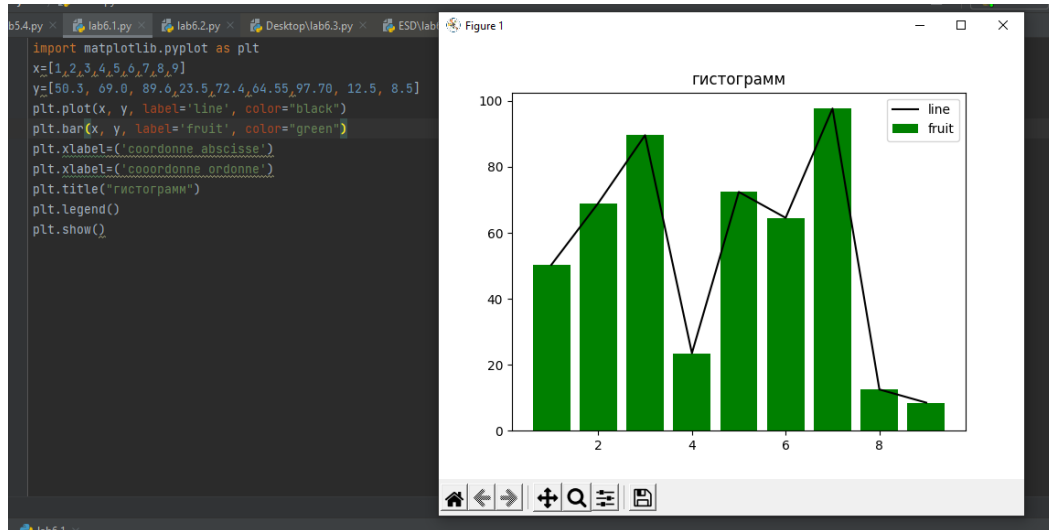 b5.4.py × lab6.1.py × lab6.2.py × Desktop\lab6.3.py × ESD\lab
import matplotlib.pyplot as plt
x=[1,2,3,4,5,6,7,8,9]
y=[50.3, 69.0, 89.6,23.5,72.4,64.55,97.70, 12.5, 8.5]
plt.plot(x, y, label='line', color="black")
plt.bar(x, y, label='fruit', color="green")
plt.xlabel=('coordonne abscisse')
plt.xlabel=('cooordonne ordonne')
plt.title("гистограмм")
plt.legend()
plt.show()
Figure 1
гистограмм
line
fruit
100
80
60
40
20
0
2 4 6 8
lab6.1 ×